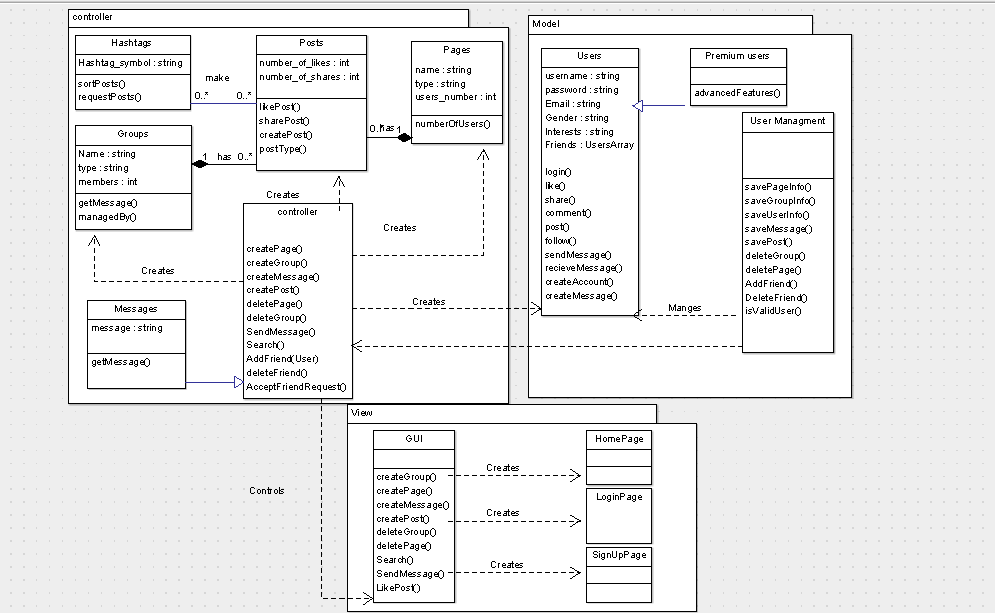 controller
Hashtags
Hashtag_symbol : string
sortPosts()
requestPosts()
make
0..*
0..*
Posts
number_of_likes : int
number_of_shares : int
likePost()
sharePost()
createPost()
postType()
0..*
has
1
Pages
name : string
type : string
users_number : int
numberOfUsers()
Groups
Name : string
type : string
members : int
getMessage()
managedBy()
1
has
0..*
Creates
Creates
Creates
controller
createPage()
createGroup()
createMessage()
createPost()
deletePage()
deleteGroup()
SendMessage()
Search()
AddFriend(User)
deleteFriend()
AcceptFriendRequest()
Messages
message : string
getMessage()
Creates
Model
Users
username : string
password : string
Email : string
Gender : string
Interests : string
Friends : UsersArray
login()
like()
share()
comment()
post()
follow()
sendMessage()
recieveMessage()
createAccount()
createMessage()
Premium users
advancedFeatures()
User Managment
savePageInfo()
saveGroupInfo()
saveUserInfo()
saveMessage()
savePost()
deleteGroup()
deletePage()
AddFriend()
DeleteFriend()
isValidUser()
Manges
Controls
View
GUI
createGroup()
createPage()
createMessage()
createPost()
deleteGroup()
deletePage()
Search()
SendMessage()
LikePost()
Creates
Creates
Creates
HomePage
LoginPage
SignUpPage